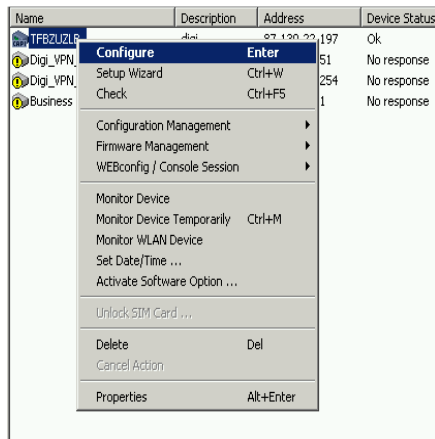 Name Description Address Device Status
TFBZUZLB digi 87.139.22.197 Ok
Digi_VPN_ 51 No response
Digi_VPN_ 254 No response
Business 1 No response
Configure Enter
Setup Wizard Ctrl+W
Check Ctrl+F5
Configuration Management
Firmware Management
WEBconfig / Console Session
Monitor Device
Monitor Device Temporarily Ctrl+M
Monitor WLAN Device
Set Date/Time ...
Activate Software Option ...
Unlock SIM Card ...
Delete Del
Cancel Action
Properties Alt+Enter